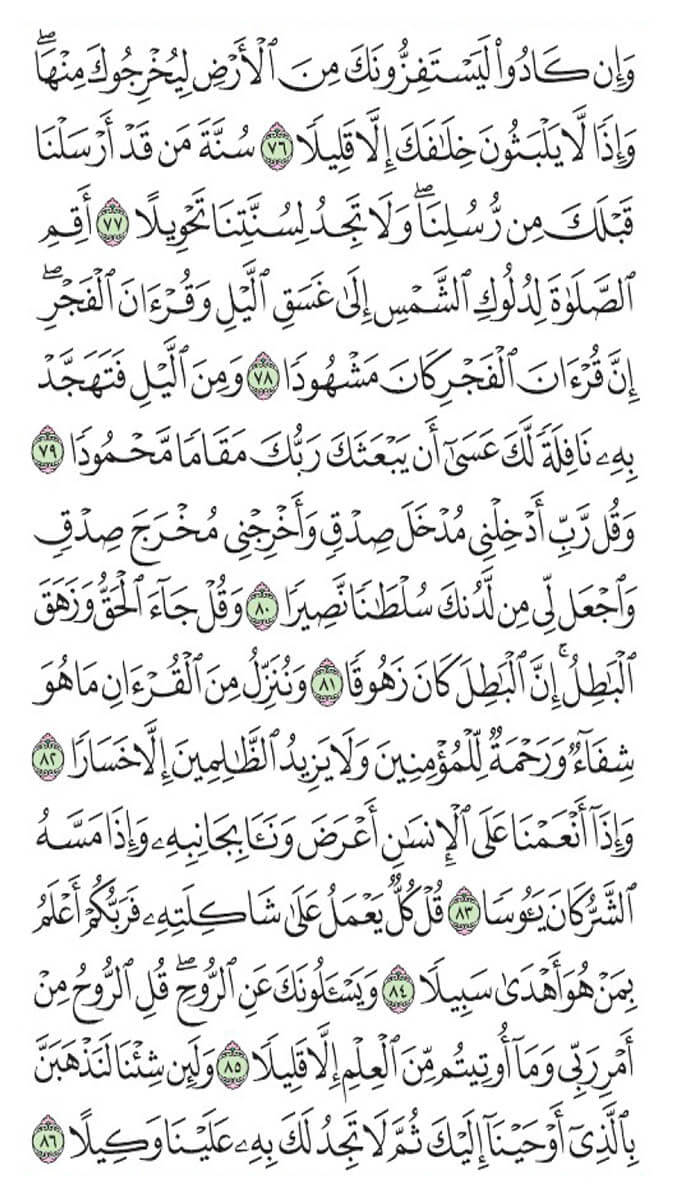 وَإِن كَادُوا۟ لَيَسْتَفِزُّونَكَ مِنَ ٱلْأَرْضِ لِيُخْرِجُوكَ مِنْهَاۖ
وَإِذًا لَّا يَلْبَثُونَ خِلَٰفَكَ إِلَّا قَلِيلًا ٧٦ سُنَّةَ مَن قَدْ أَرْسَلْنَا
قَبْلَكَ مِن رُّسُلِنَاۖ وَلَا تَجِدُ لِسُنَّتِنَا تَحْوِيلًا ٧٧ أَقِمِ
ٱلصَّلَوٰةَ لِدُلُوكِ ٱلشَّمْسِ إِلَىٰ غَسَقِ ٱلَّيْلِ وَقُرْءَانَ ٱلْفَجْرِۖ
إِنَّ قُرْءَانَ ٱلْفَجْرِ كَانَ مَشْهُودًا ٧٨ وَمِنَ ٱلَّيْلِ فَتَهَجَّدْ
بِهِۦ نَافِلَةً لَّكَ عَسَىٰٓ أَن يَبْعَثَكَ رَبُّكَ مَقَامًا مَّحْمُودًا ٧٩
وَقُل رَّبِّ أَدْخِلْنِى مُدْخَلَ صِدْقٍ وَأَخْرِجْنِى مُخْرَجَ صِدْقٍ
وَٱجْعَل لِّى مِن لَّدُنكَ سُلْطَٰنًا نَّصِيرًا ٨٠ وَقُلْ جَآءَ ٱلْحَقُّ وَزَهَقَ
ٱلْبَٰطِلُۚ إِنَّ ٱلْبَٰطِلَ كَانَ زَهُوقًا ٨١ وَنُنَزِّلُ مِنَ ٱلْقُرْءَانِ مَا هُوَ
شِفَآءٌ وَرَحْمَةٌ لِّلْمُؤْمِنِينَ وَلَا يَزِيدُ ٱلظَّٰلِمِينَ إِلَّا خَسَارًا ٨٢
وَإِذَآ أَنْعَمْنَا عَلَى ٱلْإِنسَٰنِ أَعْرَضَ وَنَـَٔا بِجَانِبِهِۦ وَإِذَا مَسَّهُ
ٱلشَّرُّ كَانَ يَـُٔوسًا ٨٣ قُلْ كُلٌّ يَعْمَلُ عَلَىٰ شَاكِلَتِهِۦ فَرَبُّكُمْ أَعْلَمُ
بِمَنْ هُوَ أَهْدَىٰ سَبِيلًا ٨٤ وَيَسْـَٔلُونَكَ عَنِ ٱلرُّوحِۖ قُلِ ٱلرُّوحُ مِنْ
أَمْرِ رَبِّى وَمَآ أُوتِيتُم مِّنَ ٱلْعِلْمِ إِلَّا قَلِيلًا ٨٥ وَلَئِن شِئْنَا لَنَذْهَبَنَّ
بِٱلَّذِىٓ أَوْحَيْنَآ إِلَيْكَ ثُمَّ لَا تَجِدُ لَكَ بِهِۦ عَلَيْنَا وَكِيلًا ٨٦